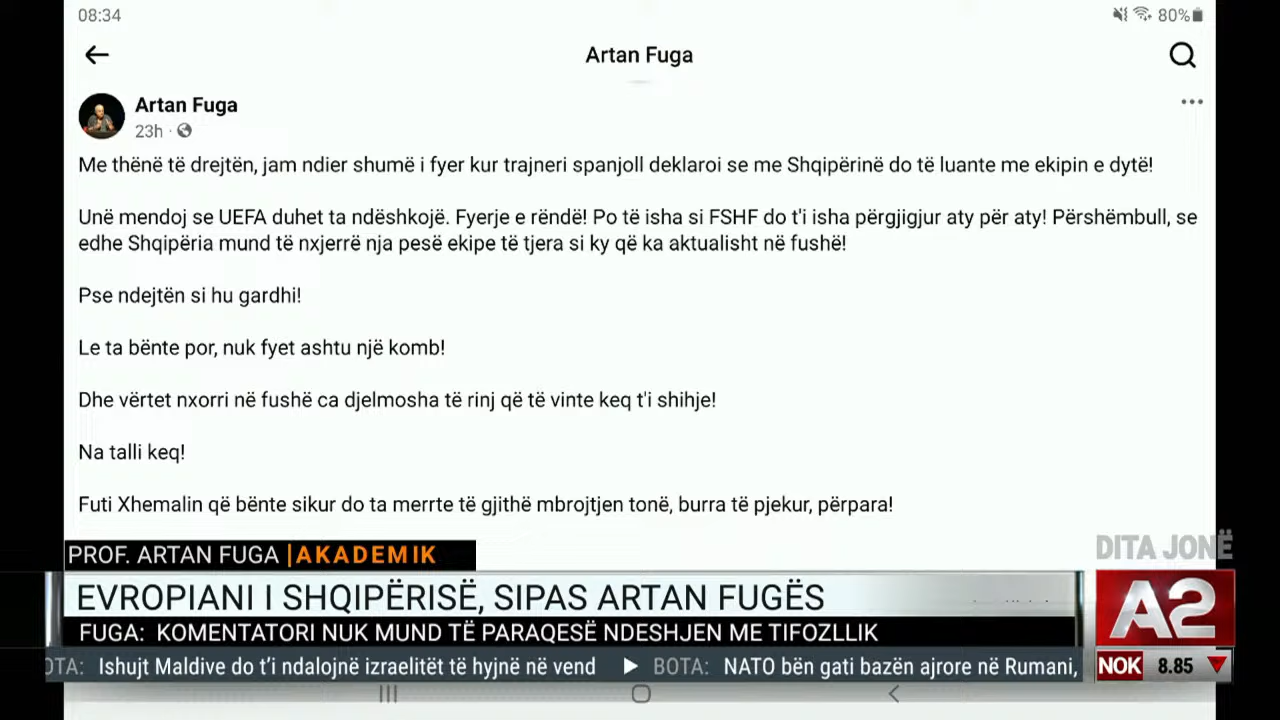 08:34
80%
Artan Fuga
Artan Fuga
23h ·
Me thënë të drejtën, jam ndier shumë i fyer kur trajneri spanjoll deklaroi se me Shqipërinë do të luante me ekipin e dytë!
Unë mendoj se UEFA duhet ta ndëshkojë. Fyerje e rëndë! Po të isha si FSHF do t'i isha përgjigjur aty për aty! Përshëmbull, se
edhe Shqipëria mund të nxjerrë nja pesë ekipe të tjera si ky që ka aktualisht në fushë!
Pse ndejtën si hu gardhi!
Le ta bënte por, nuk fyet ashtu një komb!
Dhe vërtet nxorri në fushë ca djelmosha të rinj që të vinte keq t'i shihje!
Na talli keq!
Futi Xhemalin që bënte sikur do ta merrte të gjithë mbrojtjen tonë, burra të pjekur, përpara!
PROF. ARTAN FUGA | AKADEMIK
DITA JONË
EVROPIANI I SHQIPËRISË, SIPAS ARTAN FUGËS
A2
FUGA: KOMENTATORI NUK MUND TË PARAQESË NDESHJEN ME TIFOZLLIK
OTA: Ishujt Maldive do t'i ndalojnë izraelitët të hyjnë në vend ▶ BOTA: NATO bën gati bazën ajrore në Rumani,
NOK 8.85 ▼